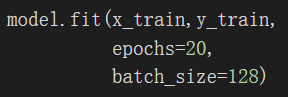 model.fit(x_train,y_train,
epochs=20,
batch_size=128)